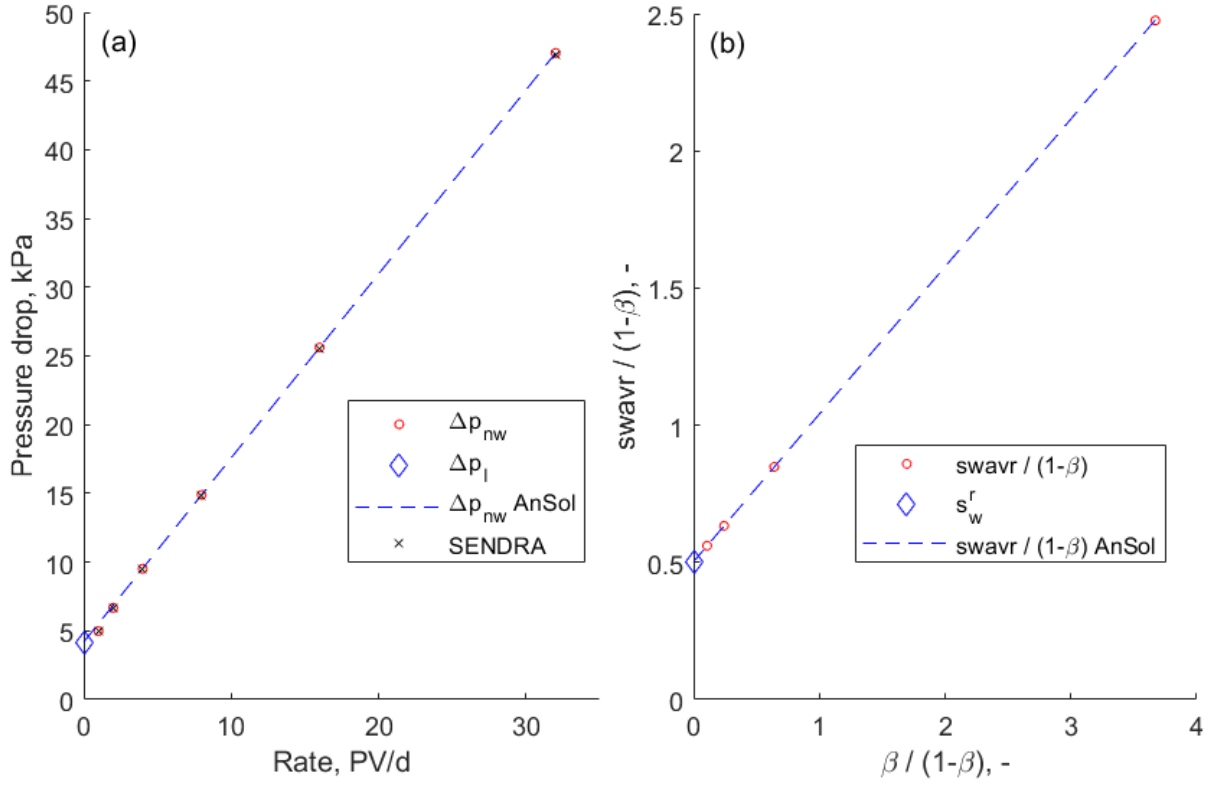 (a)
50
45
40
35
30
25
20
15
10
5
0
Pressure drop, kPa
0 10 20 30
Rate, PV/d
Δp_nw
Δp_l
Δp_nw AnSol
SENDRA
(b)
2.5
2
1.5
1
0.5
0
swavr / (1-β), -
0 1 2 3 4
β / (1-β), -
swavr / (1-β)
s_w^r
swavr / (1-β) AnSol